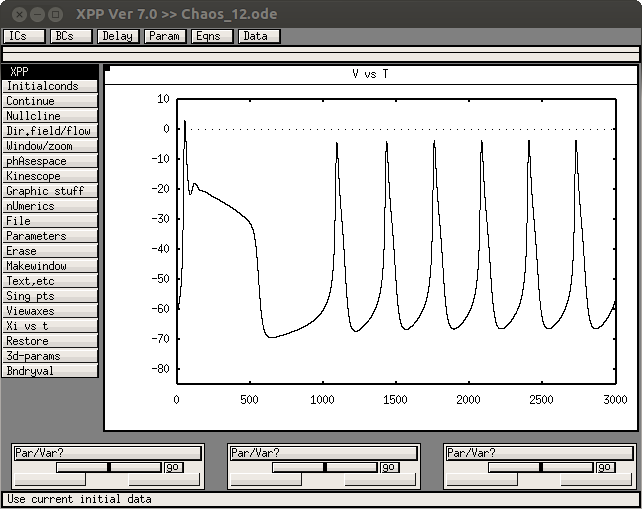 XPP Ver 7.0 >> Chaos_12.ode
ICs BCs Delay Param Eqns Data
XPP
Initialconds
Continue
Nullcline
Dir.field/flow
Window/zoom
phAsespace
Kinescope
Graphic stuff
nUmerics
File
Parameters
Erase
Makewindow
Text,etc
Sing pts
Viewaxes
Xi vs t
Restore
3d-params
Bndryval
V vs T
10
0
-10
-20
-30
-40
-50
-60
-70
-80
0 500 1000 1500 2000 2500 3000
Par/Var? Par/Var? Par/Var?
go go go
Use current initial data